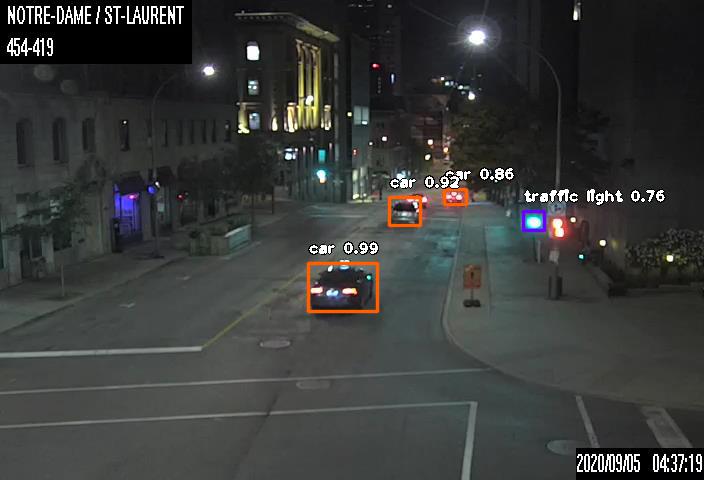 NOTRE-DAME / ST-LAURENT
454-419
car 0.92
car 0.86
traffic light 0.76
car 0.99
2020/09/05 04:37:19